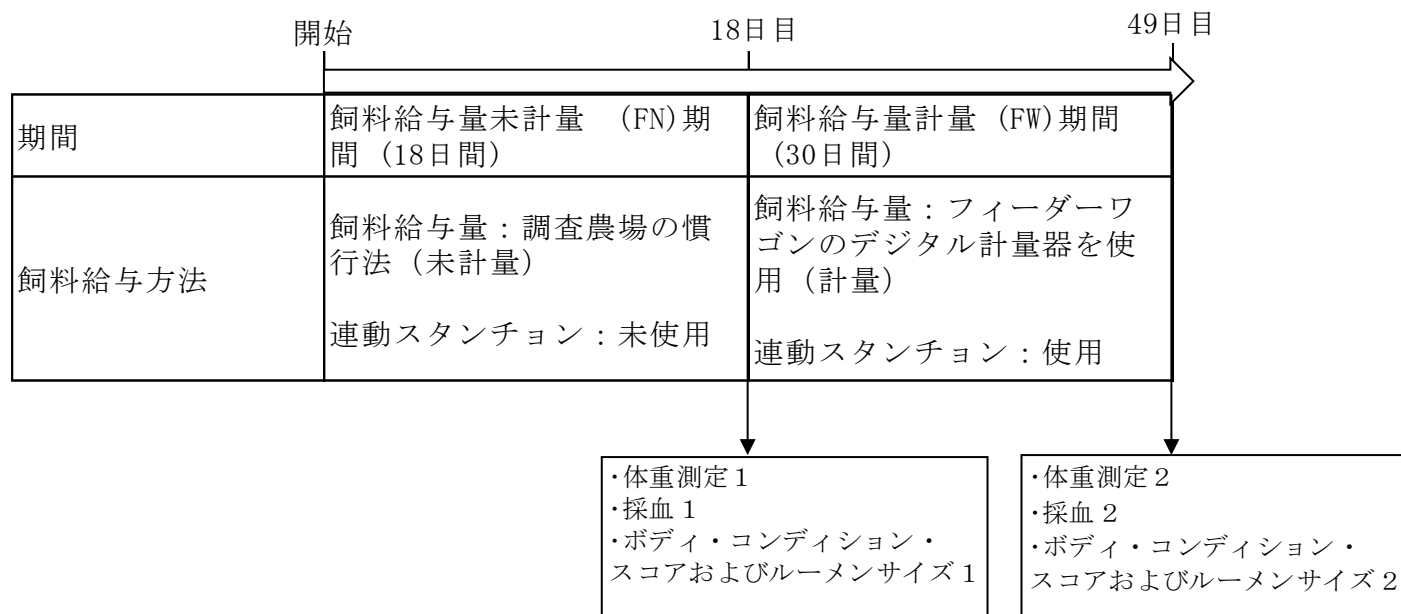 開始
18日目
49日目
期間
飼料給与量未計量 (FN)期
間 (18日間)
飼料給与量計量 (FW)期間
(30日間)
飼料給与方法
飼料給与量：調査農場の慣
行法 (未計量)
連動スタンチョン：未使用
飼料給与量：フィーダーワ
ゴンのデジタル計量器を使
用 (計量)
連動スタンチョン：使用
・体重測定１
・採血１
・ボディ・コンディション・
スコアおよびルーメンサイズ１
・体重測定２
・採血２
・ボディ・コンディション・
スコアおよびルーメンサイズ２